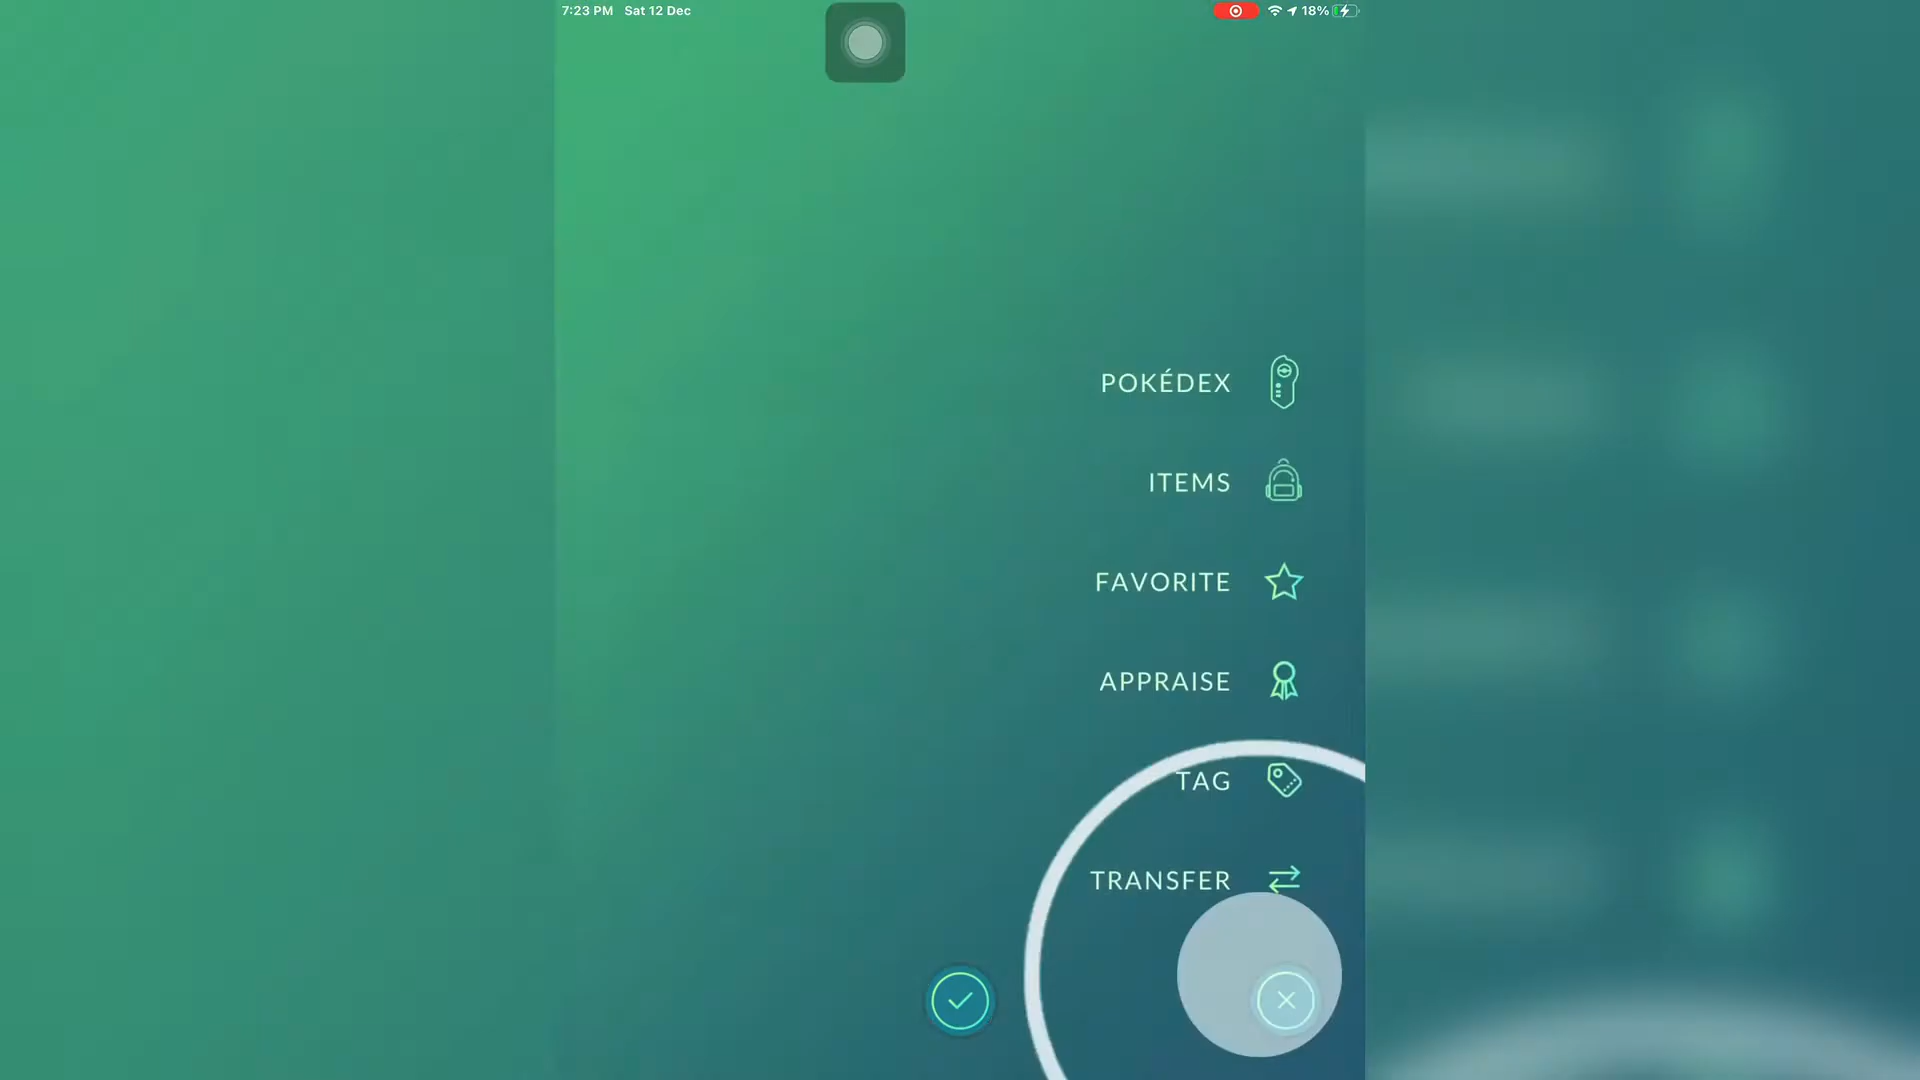 7:23 PM Sat 12 Dec 18%
POKÉDEX
ITEMS
FAVORITE
APPRAISE
TAG
TRANSFER